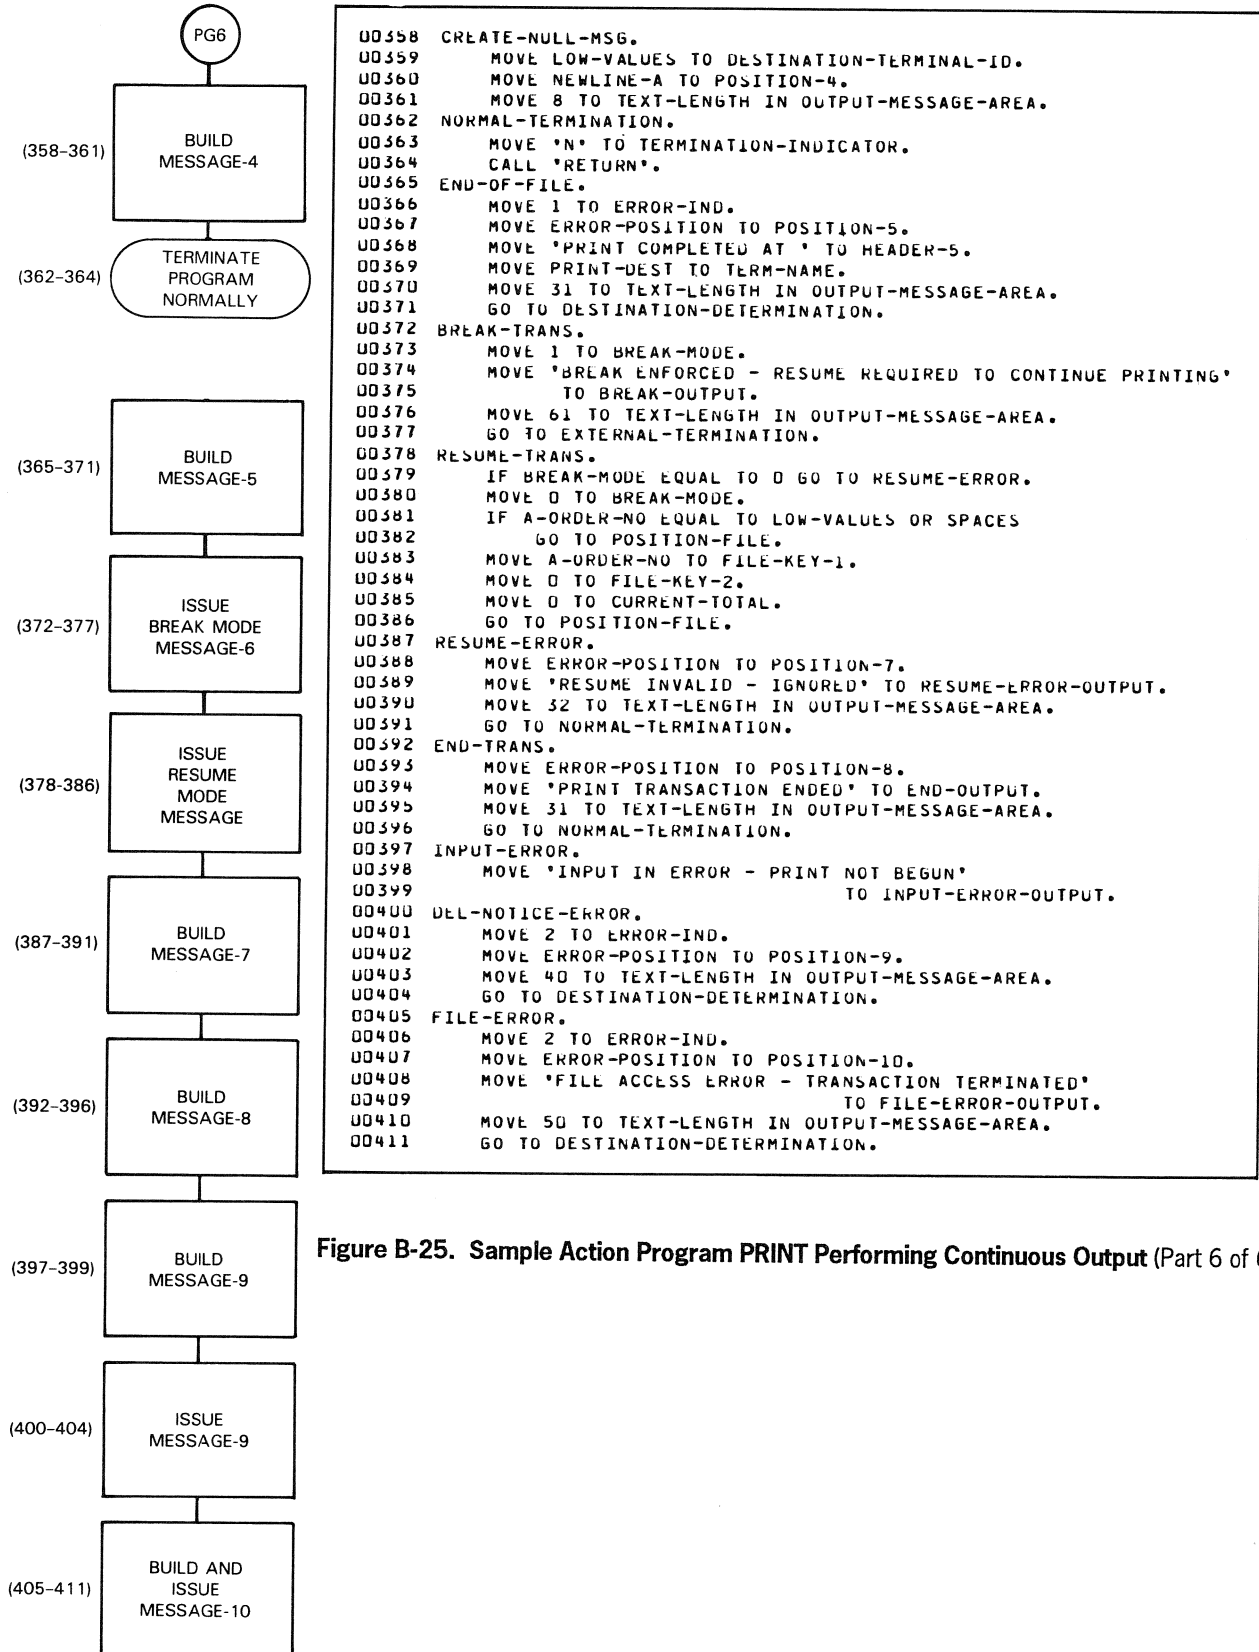 PG6
(358–361)
BUILD
MESSAGE-4
(362–364)
TERMINATE
PROGRAM
NORMALLY
(365–371)
BUILD
MESSAGE-5
(372–377)
ISSUE
BREAK MODE
MESSAGE-6
(378-386)
ISSUE
RESUME
MODE
MESSAGE
(387–391)
BUILD
MESSAGE-7
(392–396)
BUILD
MESSAGE-8
(397–399)
BUILD
MESSAGE-9
(400–404)
ISSUE
MESSAGE-9
(405–411)
BUILD AND
ISSUE
MESSAGE-10
00358 CREATE-NULL-MSG.
00359 MOVE LOW-VALUES TO DESTINATION-TERMINAL-ID.
00360 MOVE NEWLINE-A TO POSITION-4.
00361 MOVE 8 TO TEXT-LENGTH IN OUTPUT-MESSAGE-AREA.
00362 NORMAL-TERMINATION.
00363 MOVE 'N' TO TERMINATION-INDICATOR.
00364 CALL 'RETURN'.
00365 END-OF-FILE.
00366 MOVE 1 TO ERROR-IND.
00367 MOVE ERROR-POSITION TO POSITION-5.
00368 MOVE 'PRINT COMPLETED AT ' TO HEADER-5.
00369 MOVE PRINT-DEST TO TERM-NAME.
00370 MOVE 31 TO TEXT-LENGTH IN OUTPUT-MESSAGE-AREA.
00371 GO TO DESTINATION-DETERMINATION.
00372 BREAK-TRANS.
00373 MOVE 1 TO BREAK-MODE.
00374 MOVE 'BREAK ENFORCED - RESUME REQUIRED TO CONTINUE PRINTING'
00375 TO BREAK-OUTPUT.
00376 MOVE 61 TO TEXT-LENGTH IN OUTPUT-MESSAGE-AREA.
00377 GO TO EXTERNAL-TERMINATION.
00378 RESUME-TRANS.
00379 IF BREAK-MODE EQUAL TO 0 GO TO RESUME-ERROR.
00380 MOVE 0 TO BREAK-MODE.
00381 IF A-ORDER-NO EQUAL TO LOW-VALUES OR SPACES
00382 GO TO POSITION-FILE.
00383 MOVE A-ORDER-NO TO FILE-KEY-1.
00384 MOVE 0 TO FILE-KEY-2.
00385 MOVE 0 TO CURRENT-TOTAL.
00386 GO TO POSITION-FILE.
00387 RESUME-ERROR.
00388 MOVE ERROR-POSITION TO POSITION-7.
00389 MOVE 'RESUME INVALID - IGNORED' TO RESUME-ERROR-OUTPUT.
00390 MOVE 32 TO TEXT-LENGTH IN OUTPUT-MESSAGE-AREA.
00391 GO TO NORMAL-TERMINATION.
00392 END-TRANS.
00393 MOVE ERROR-POSITION TO POSITION-8.
00394 MOVE 'PRINT TRANSACTION ENDED' TO END-OUTPUT.
00395 MOVE 31 TO TEXT-LENGTH IN OUTPUT-MESSAGE-AREA.
00396 GO TO NORMAL-TERMINATION.
00397 INPUT-ERROR.
00398 MOVE 'INPUT IN ERROR - PRINT NOT BEGUN'
00399 TO INPUT-ERROR-OUTPUT.
00400 DEL-NOTICE-ERROR.
00401 MOVE 2 TO ERROR-IND.
00402 MOVE ERROR-POSITION TO POSITION-9.
00403 MOVE 40 TO TEXT-LENGTH IN OUTPUT-MESSAGE-AREA.
00404 GO TO DESTINATION-DETERMINATION.
00405 FILE-ERROR.
00406 MOVE 2 TO ERROR-IND.
00407 MOVE ERROR-POSITION TO POSITION-10.
00408 MOVE 'FILE ACCESS ERROR - TRANSACTION TERMINATED'
00409 TO FILE-ERROR-OUTPUT.
00410 MOVE 50 TO TEXT-LENGTH IN OUTPUT-MESSAGE-AREA.
00411 GO TO DESTINATION-DETERMINATION.
Figure B-25. Sample Action Program PRINT Performing Continuous Output (Part 6 of